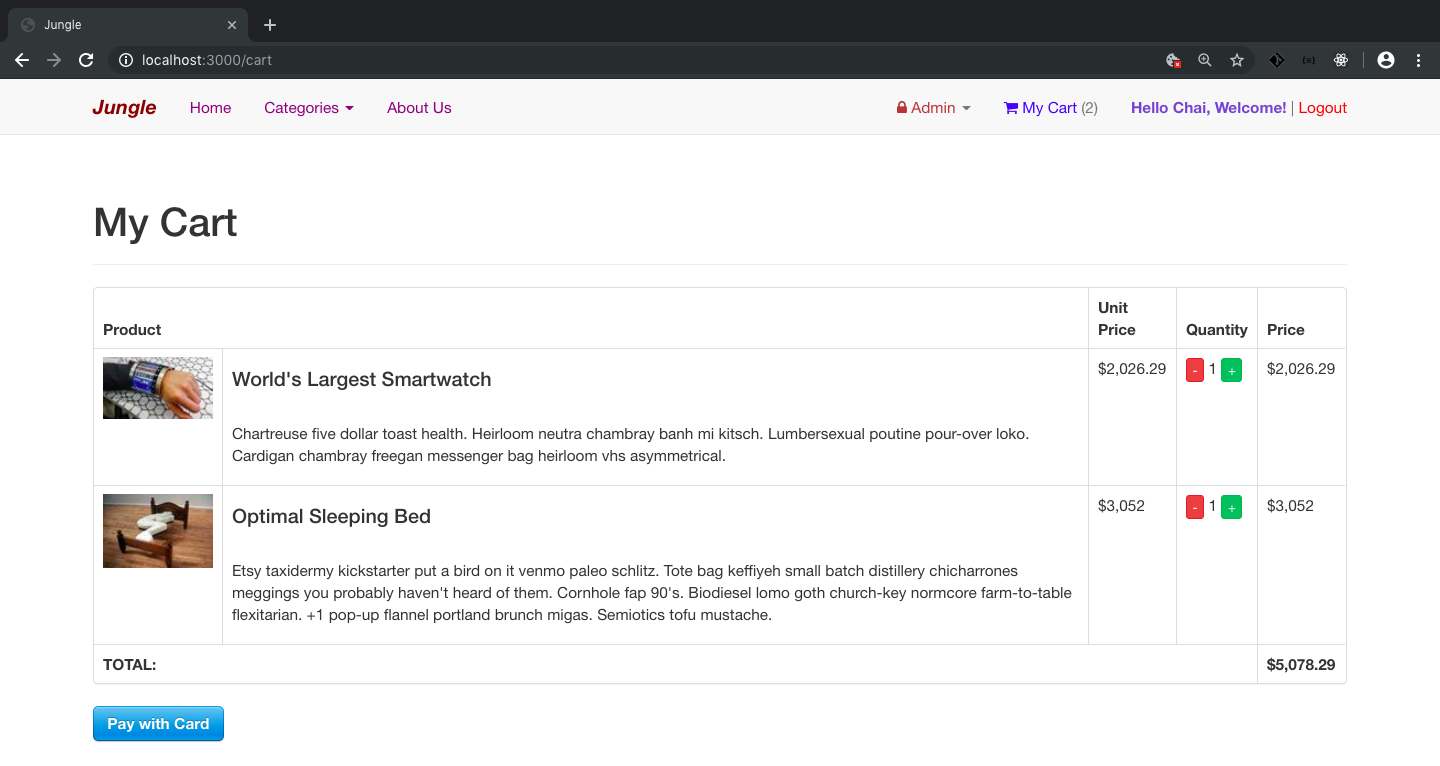 Jungle
localhost:3000/cart
Jungle Home Categories About Us Admin My Cart (2) Hello Chai, Welcome! | Logout
My Cart
Product Unit Price Quantity Price
World's Largest Smartwatch $2,026.29 - 1 + $2,026.29
Chartreuse five dollar toast health. Heirloom neutra chambray banh mi kitsch. Lumbersexual poutine pour-over loko.
Cardigan chambray freegan messenger bag heirloom vhs asymmetrical.
Optimal Sleeping Bed $3,052 - 1 + $3,052
Etsy taxidermy kickstarter put a bird on it venmo paleo schlitz. Tote bag keffiyeh small batch distillery chicharrones
meggings you probably haven't heard of them. Cornhole fap 90's. Biodiesel lomo goth church-key normcore farm-to-table
flexitarian. +1 pop-up flannel portland brunch migas. Semiotics tofu mustache.
TOTAL: $5,078.29
Pay with Card